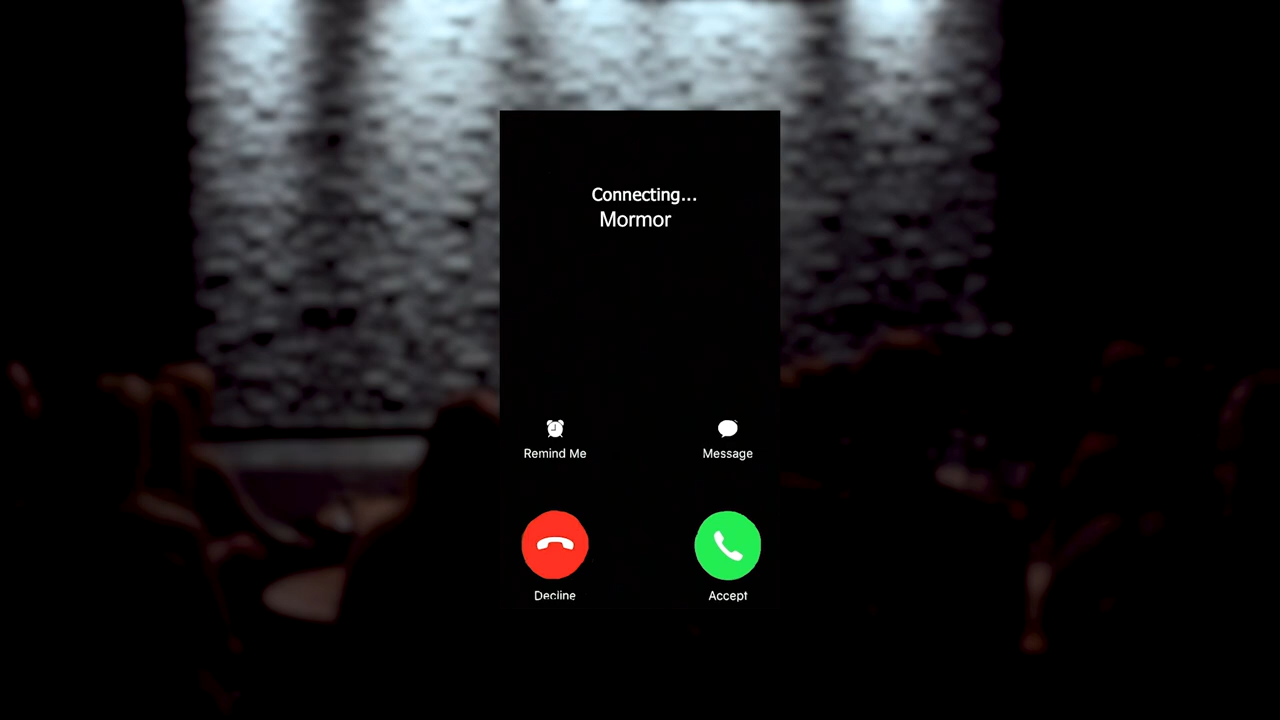 Connecting...
Mormor
Remind Me
Message
Decline
Accept